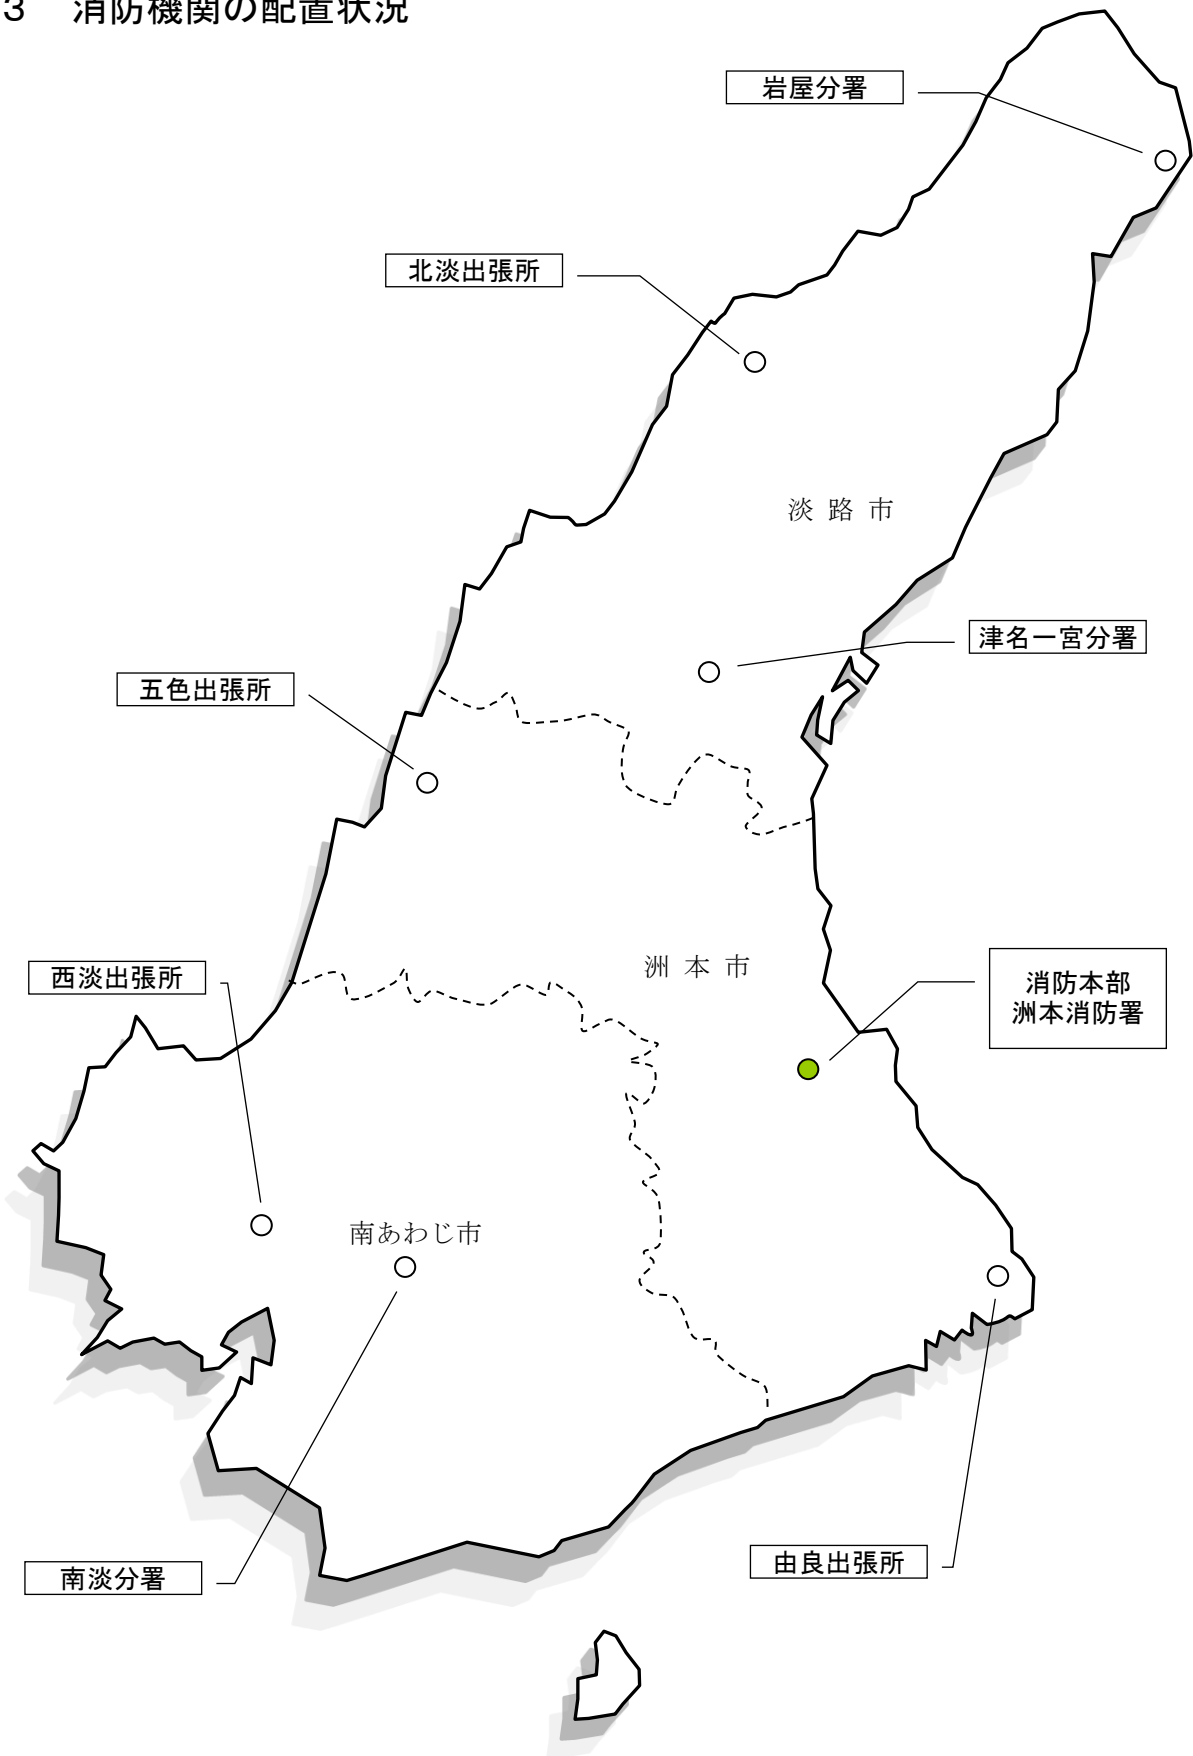 3 消防機関の配置状況
岩屋分署
北淡出張所
淡路市
津名一宮分署
五色出張所
洲本市
西淡出張所
消防本部
洲本消防署
南あわじ市
由良出張所
南淡分署